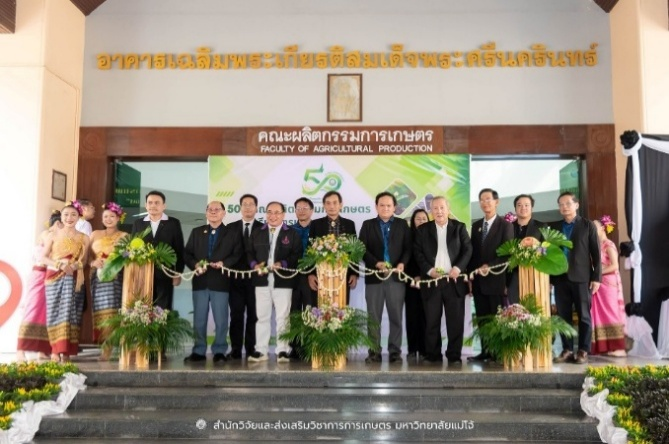 อาคารเฉลิมพระเกียรติสมเด็จพระศรีนครินทร์
คณะผลิตกรรมการเกษตร
FACULTY OF AGRICULTURAL PRODUCTION
50
50
สำนักวิจัยและส่งเสริมวิชาการการเกษตร มหาวิทยาลัยแม่โจ้